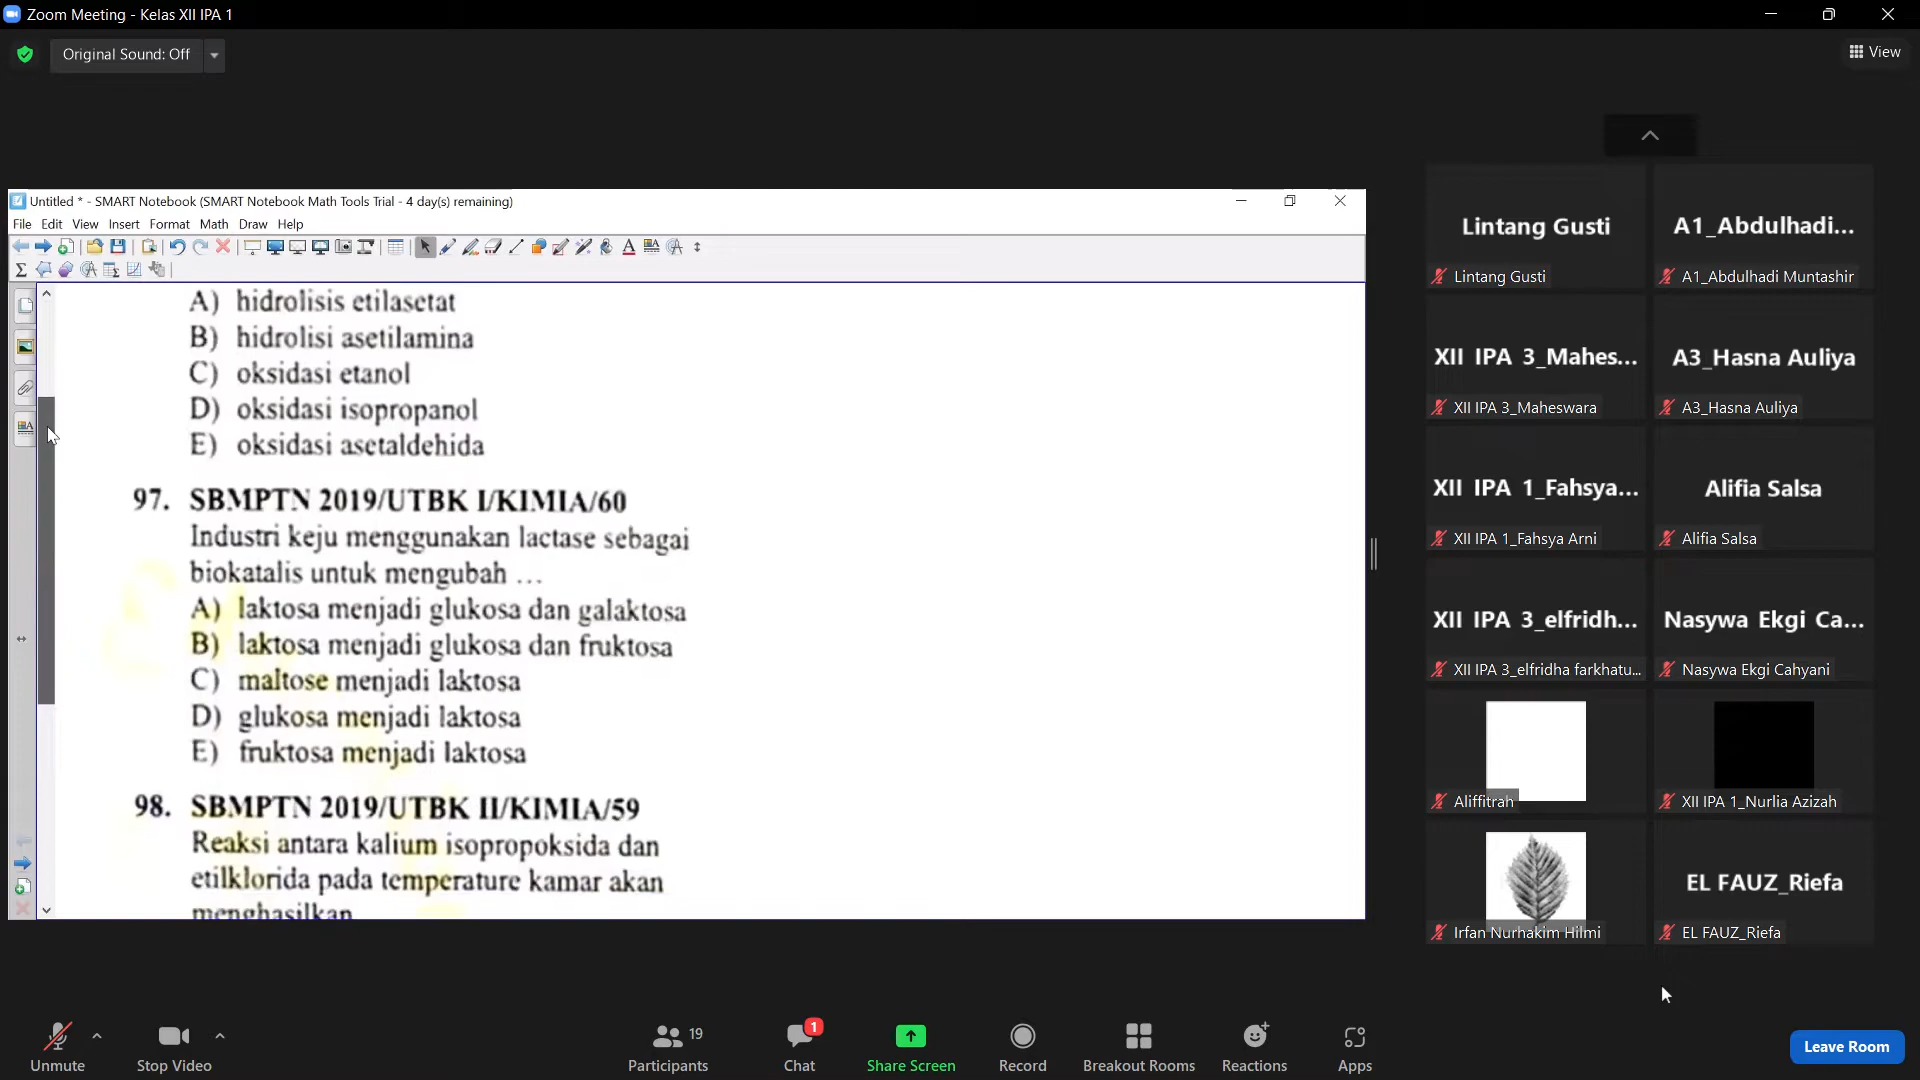 Zoom Meeting - Kelas XII IPA 1
Original Sound: Off
View
Untitled * - SMART Notebook (SMART Notebook Math Tools Trial - 4 day(s) remaining)
File Edit View Insert Format Math Draw Help
A) hidrolisis etilasetat
B) hidrolisi asetilamina
C) oksidasi etanol
D) oksidasi isopropanol
E) oksidasi asetaldehida
97. SBMPTN 2019/UTBK I/KIMIA/60
Industri keju menggunakan lactase sebagai
biokatalis untuk mengubah ...
A) laktosa menjadi glukosa dan galaktosa
B) laktosa menjadi glukosa dan fruktosa
C) maltose menjadi laktosa
D) glukosa menjadi laktosa
E) fruktosa menjadi laktosa
98. SBMPTN 2019/UTBK II/KIMIA/59
Reaksi antara kalium isopropoksida dan
etilklorida pada temperature kamar akan
menghasilkan
Lintang Gusti
Lintang Gusti
A1_Abdulhadi...
A1_Abdulhadi Muntashir
XII IPA 3_Mahes...
XII IPA 3_Maheswara
A3_Hasna Auliya
A3_Hasna Auliya
XII IPA 1_Fahsya...
XII IPA 1_Fahsya Arni
Alifia Salsa
Alifia Salsa
XII IPA 3_elfridh...
XII IPA 3_elfridha farkhatu...
Nasywa Ekgi Ca...
Nasywa Ekgi Cahyani
Aliffitrah
XII IPA 1_Nurlia Azizah
Irfan Nurhakim Hilmi
EL FAUZ_Riefa
EL FAUZ_Riefa
Unmute
Stop Video
19
Participants
1
Chat
Share Screen
Record
Breakout Rooms
Reactions
Apps
Leave Room